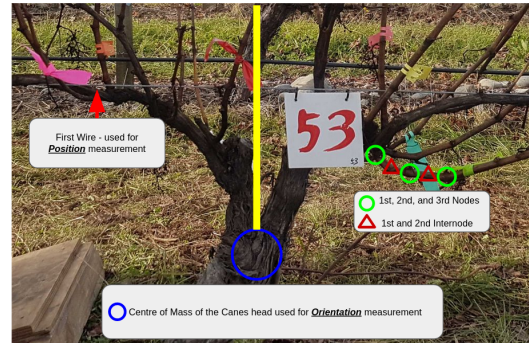 First Wire - used for
Position measurement
53
53
1st, 2nd, and 3rd Nodes
1st and 2nd Internode
Centre of Mass of the Canes head used for Orientation measurement